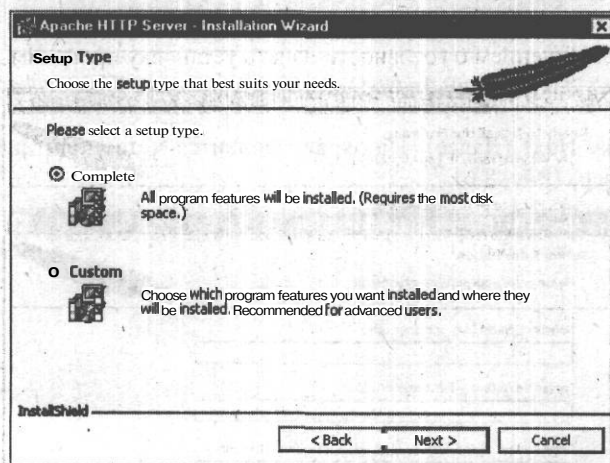 Apache HTTP Server - Installation Wizard
Setup Type
Choose the setup type that best suits your needs.
Please select a setup type.
Complete
All program features will be installed. (Requires the most disk
space.)
Custom
Choose which program features you want installed and where they
will be installed. Recommended for advanced users.
InstallShield
< Back
Next >
Cancel